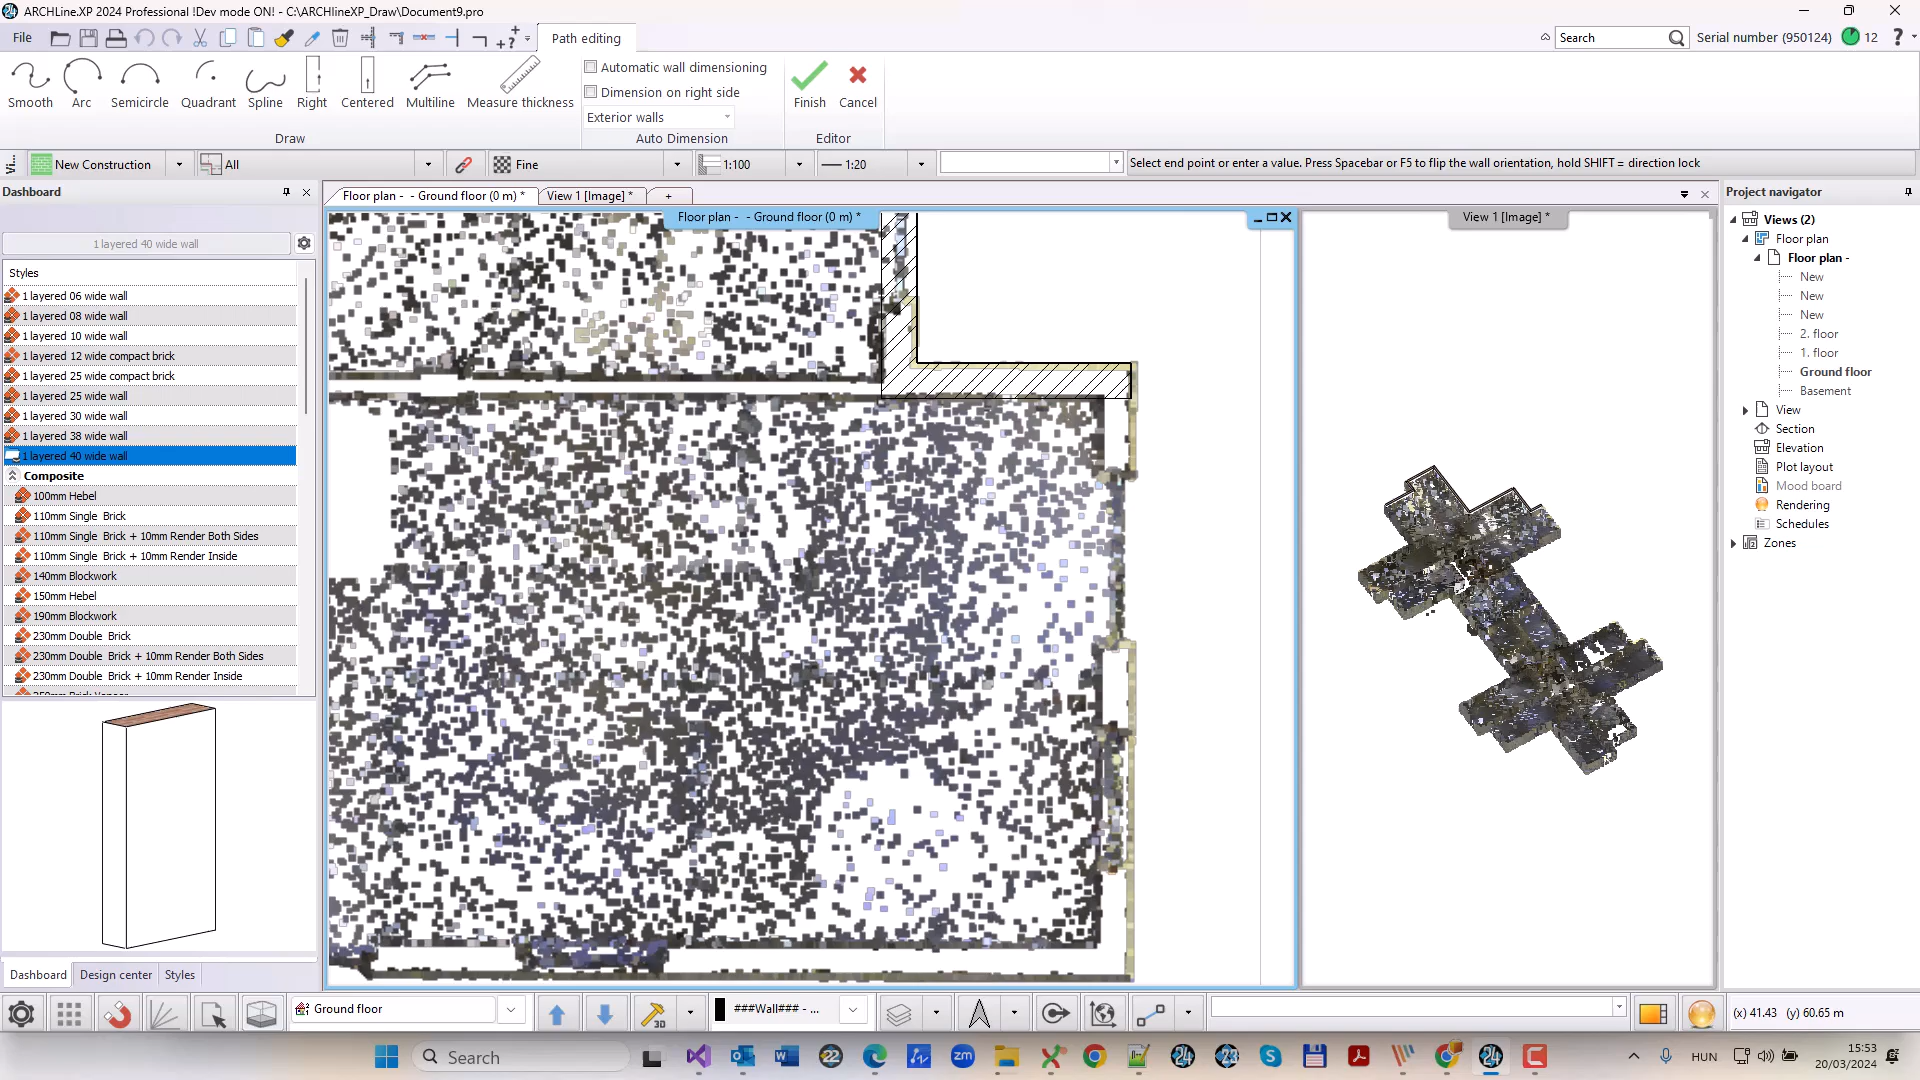 ARCHLine.XP 2024 Professional !Dev mode ON! - C:\ARCHlineXP_Draw\Document9.pro
File
Path editing
Search
Serial number (950124)
12
?
Smooth
Arc
Semicircle
Quadrant
Spline
Right
Centered
Multiline
Measure thickness
Automatic wall dimensioning
Dimension on right side
Exterior walls
Finish
Cancel
Draw
Auto Dimension
Editor
New Construction
All
Fine
1:100
1:20
Select end point or enter a value. Press Spacebar or F5 to flip the wall orientation, hold SHIFT = direction lock
Dashboard
Floor plan - - Ground floor (0 m) *
View 1 [Image] *
+
Project navigator
Floor plan - - Ground floor (0 m) *
View 1 [Image] *
1 layered 40 wide wall
Styles
1 layered 06 wide wall
1 layered 08 wide wall
1 layered 10 wide wall
1 layered 12 wide compact brick
1 layered 25 wide compact brick
1 layered 25 wide wall
1 layered 30 wide wall
1 layered 38 wide wall
1 layered 40 wide wall
Composite
100mm Hebel
110mm Single Brick
110mm Single Brick + 10mm Render Both Sides
110mm Single Brick + 10mm Render Inside
140mm Blockwork
150mm Hebel
190mm Blockwork
230mm Double Brick
230mm Double Brick + 10mm Render Both Sides
230mm Double Brick + 10mm Render Inside
Views (2)
Floor plan
Floor plan -
New
New
New
2. floor
1. floor
Ground floor
Basement
View
Section
Elevation
Plot layout
Mood board
Rendering
Schedules
Zones
Dashboard
Design center
Styles
Ground floor
3D
###Wall### - ...
(x) 41.43 (y) 60.65 m
Search
HUN
15:53
20/03/2024